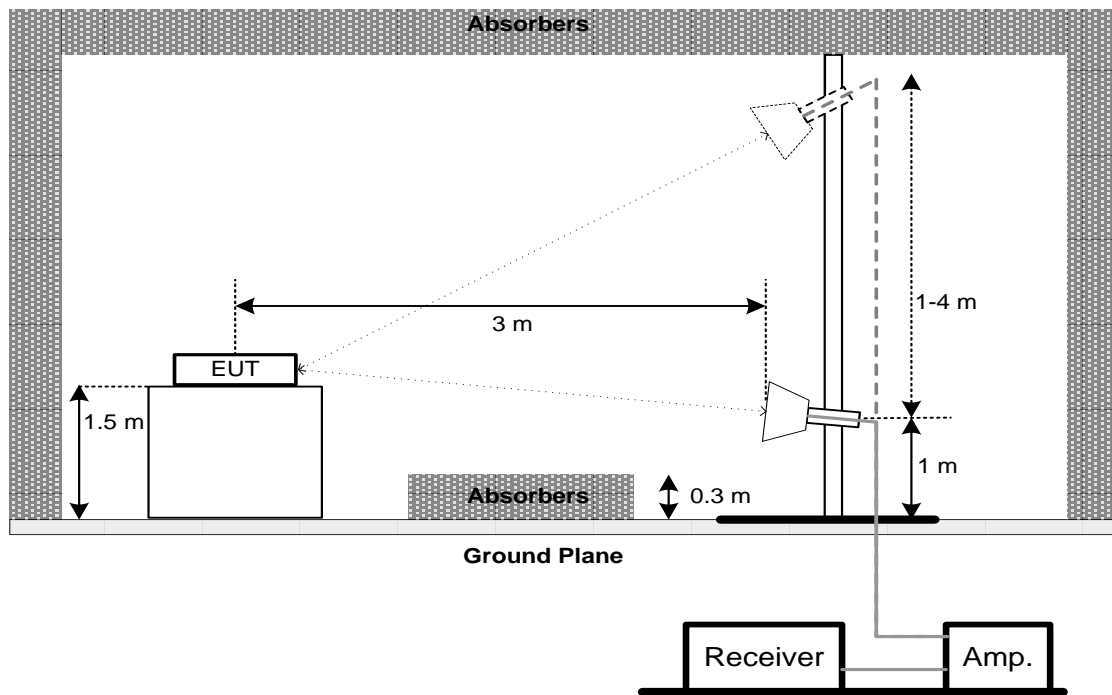 Absorbers
1-4 m
3 m
EUT
1.5 m
1 m
Absorbers
0.3 m
Ground Plane
Receiver
Amp.